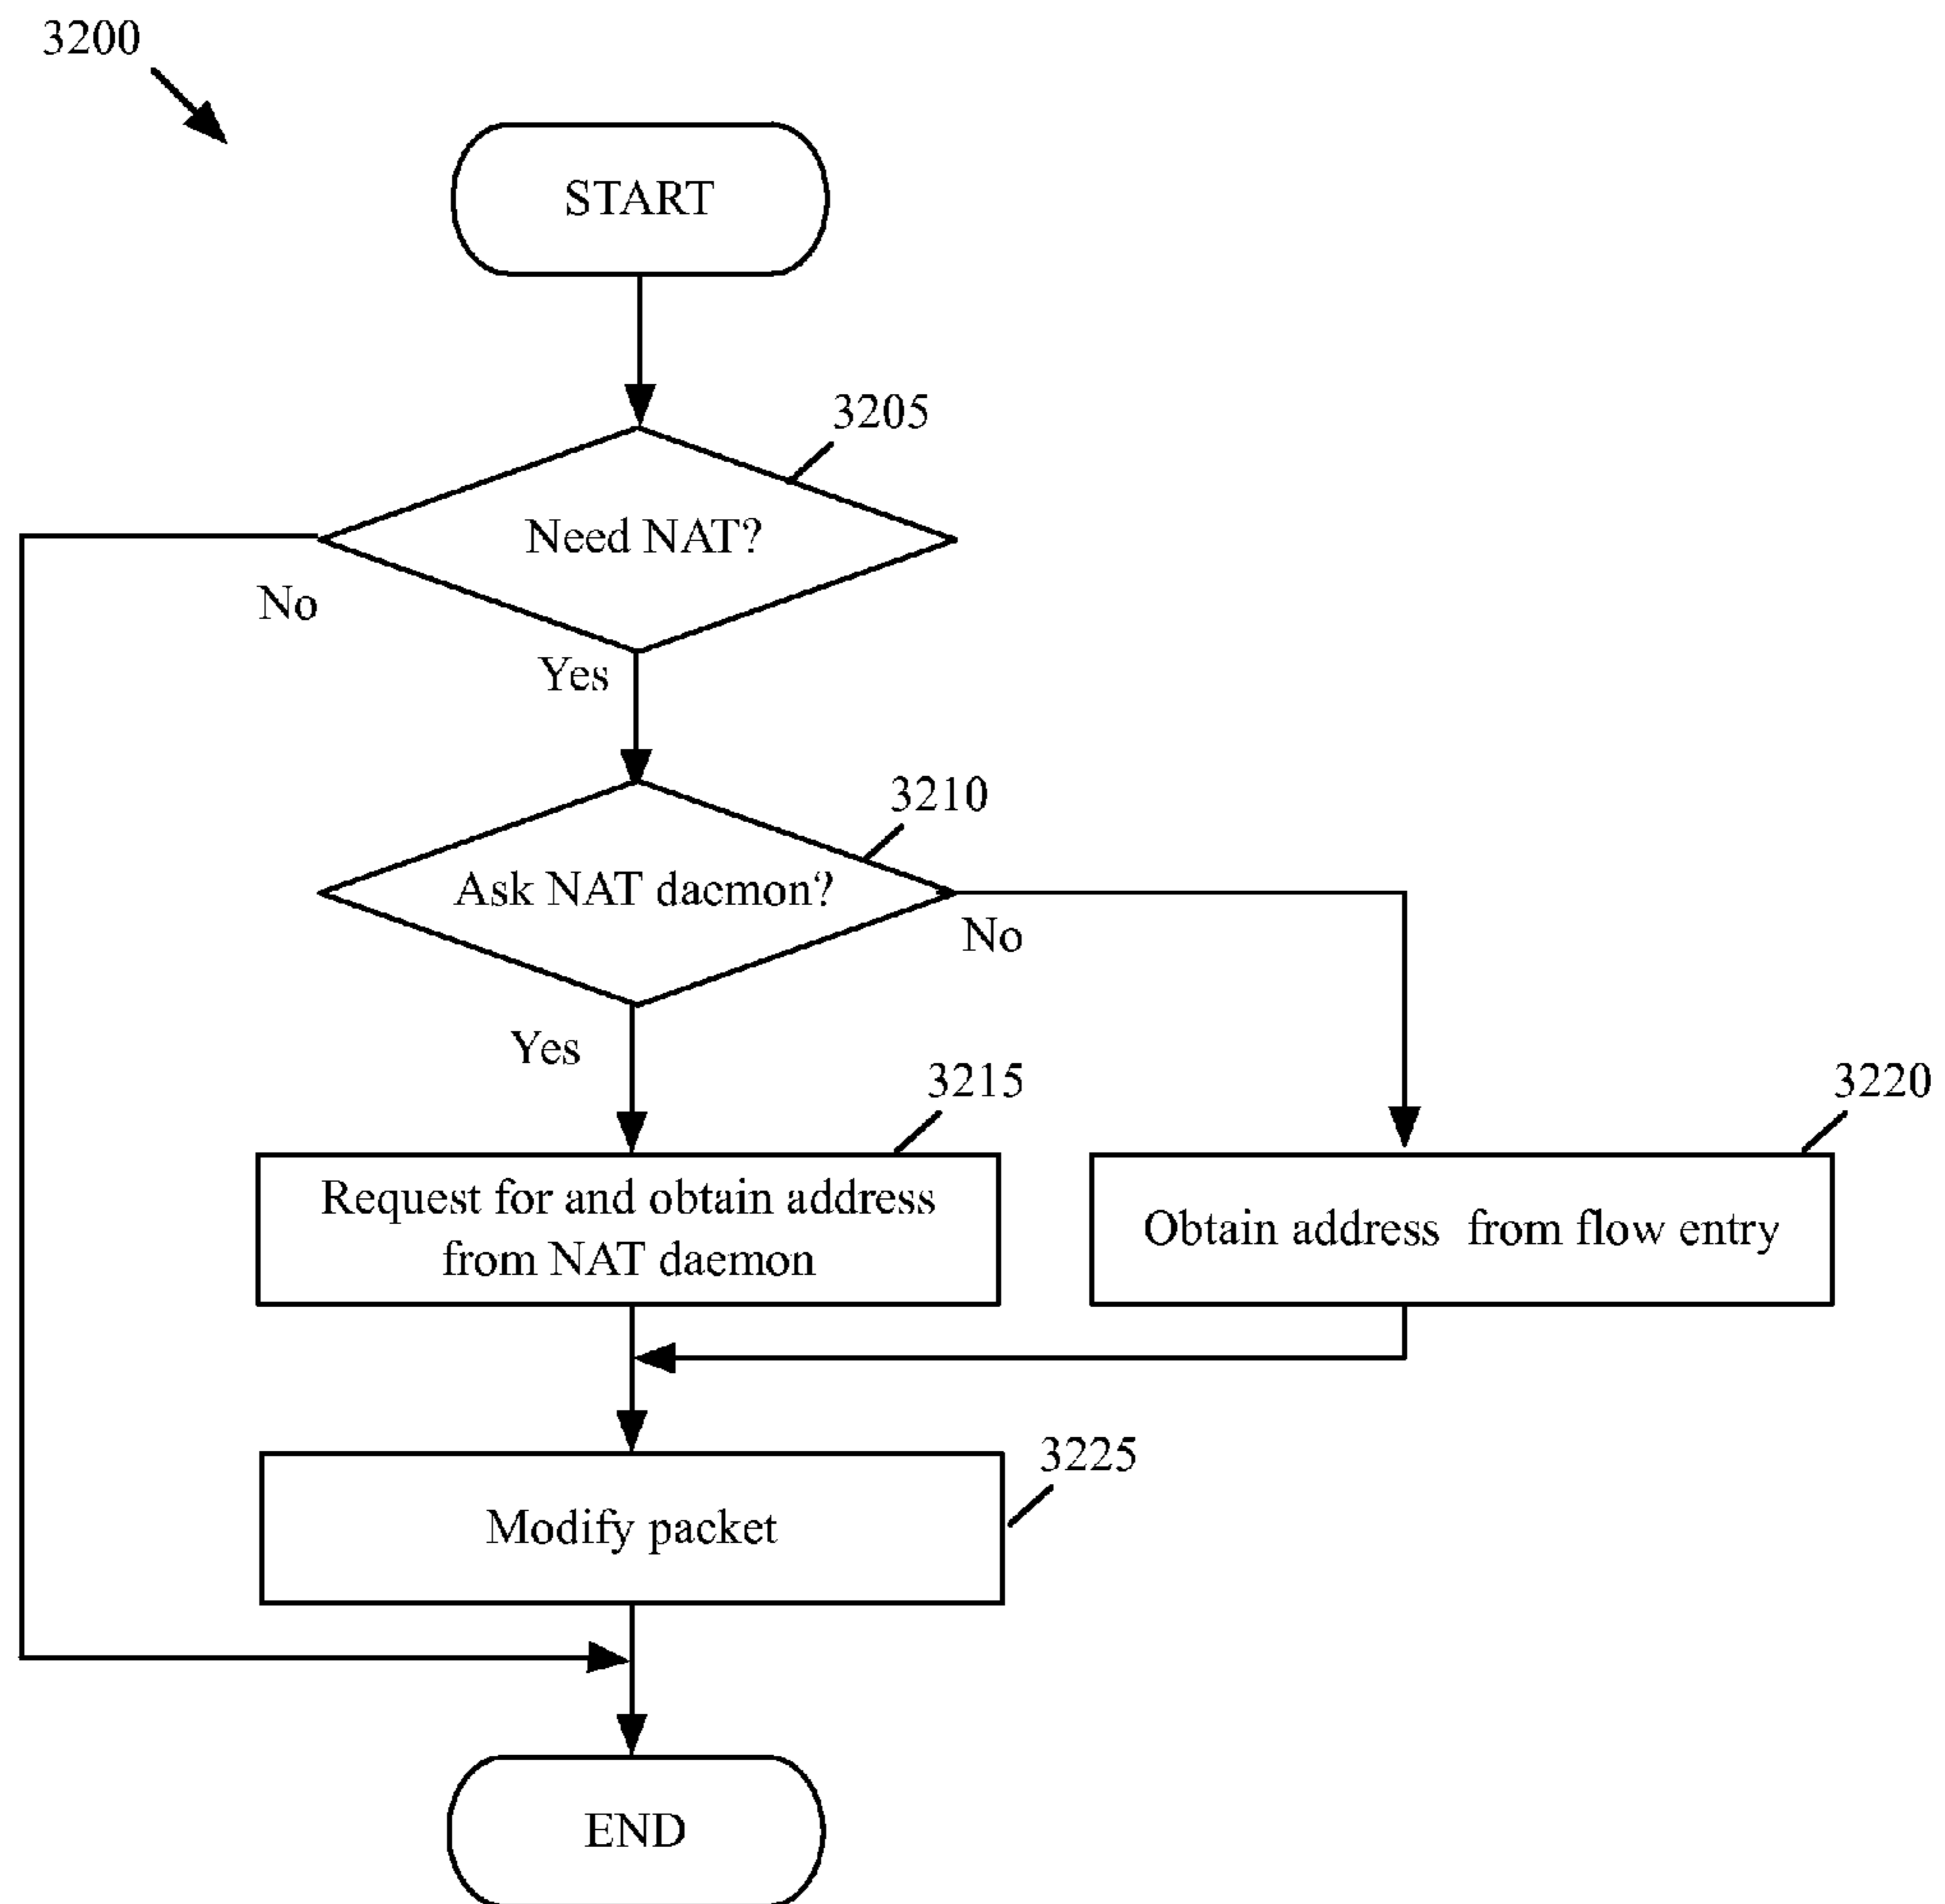 3200
START
3205
Need NAT?
No
Yes
3210
Ask NAT daemon?
No
Yes
3215
3220
Request for and obtain address
from NAT daemon
Obtain address from flow entry
3225
Modify packet
END